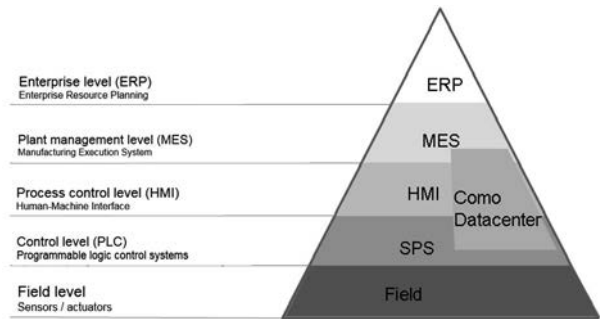 Enterprise level (ERP)
Enterprise Resource Planning
ERP
Plant management level (MES)
Manufacturing Execution System
MES
Process control level (HMI)
Human-Machine Interface
HMI
Como
Datacenter
Control level (PLC)
Programmable logic control systems
SPS
Field level
Sensors / actuators
Field